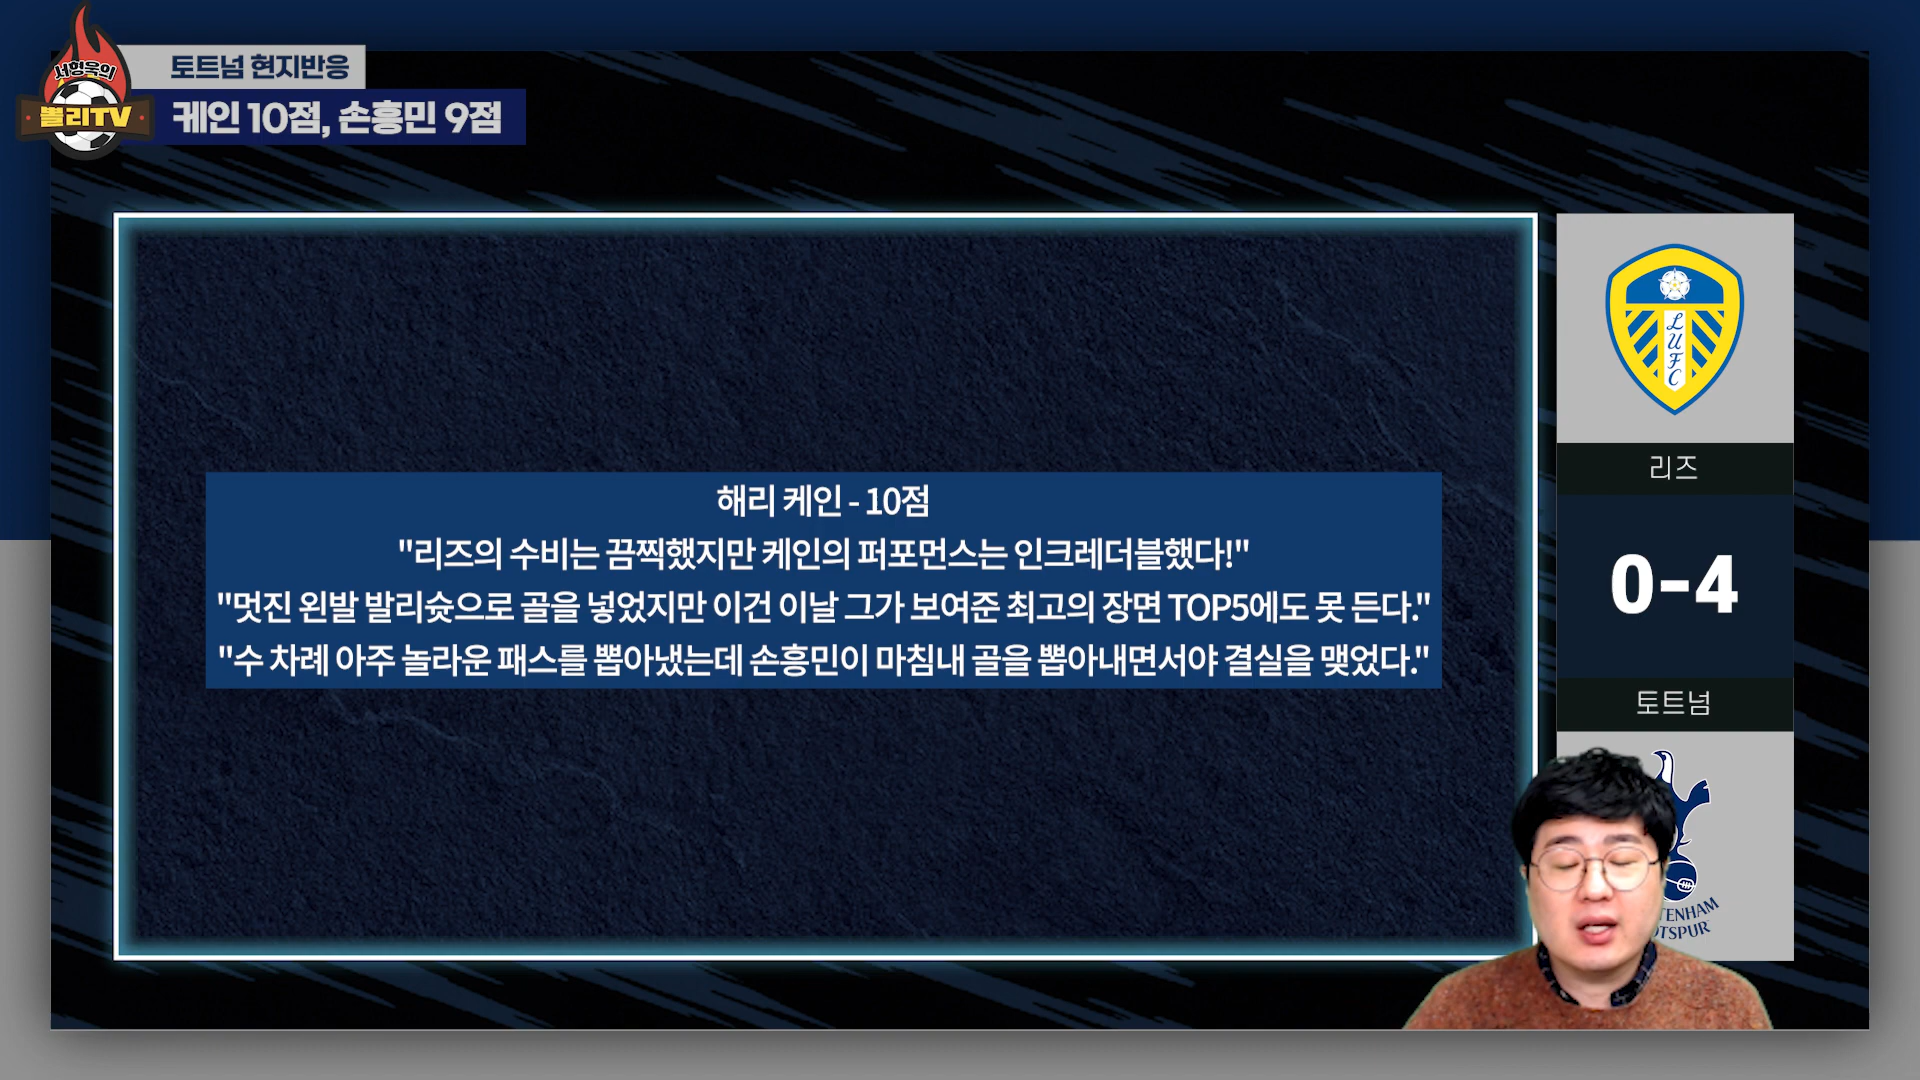 서형욱의
뽈리TV
토트넘 현지반응
케인 10점, 손흥민 9점
해리 케인 - 10점
"리즈의 수비는 끔찍했지만 케인의 퍼포먼스는 인크레더블했다!"
"멋진 왼발 발리슛으로 골을 넣었지만 이건 이날 그가 보여준 최고의 장면 TOP5에도 못 든다."
"수 차례 아주 놀라운 패스를 뽑아냈는데 손흥민이 마침내 골을 뽑아내면서야 결실을 맺었다."
LUFC
리즈
0-4
토트넘
TENHAM
OTSPUR